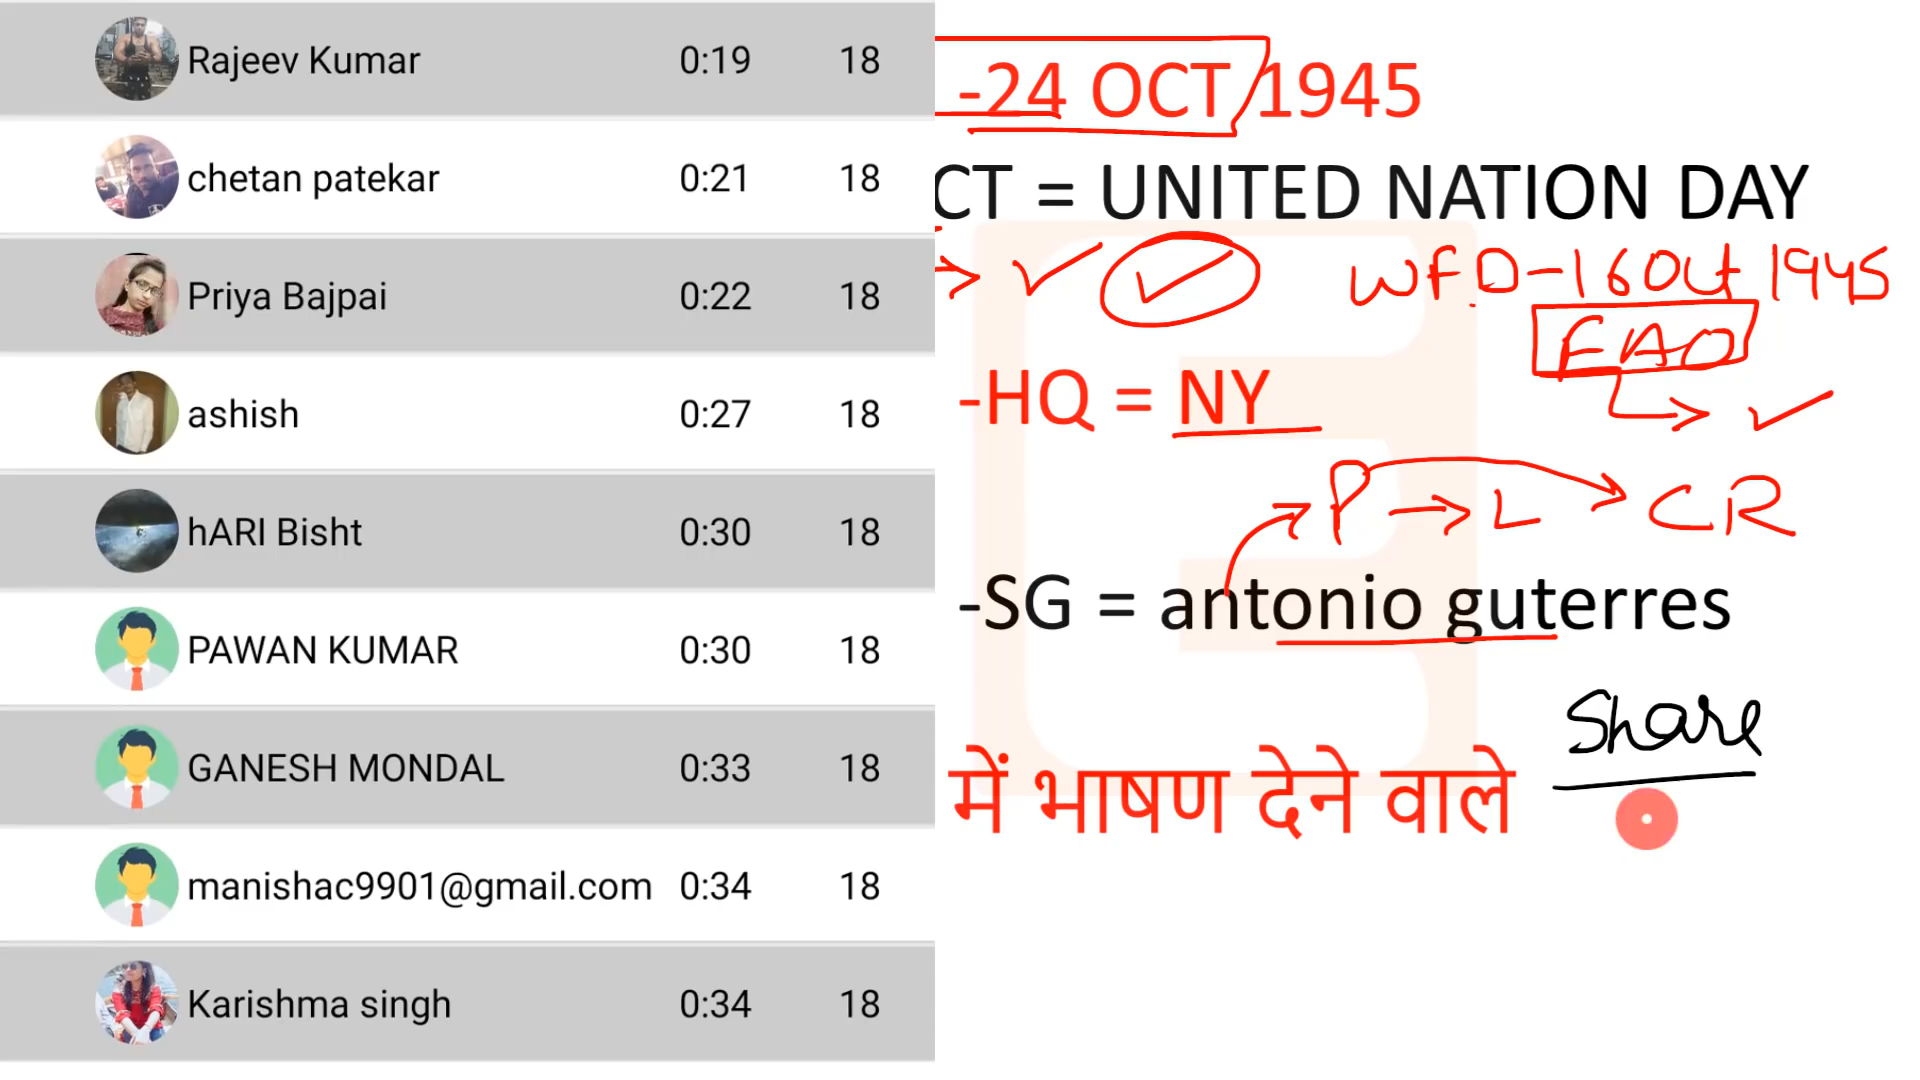 Rajeev Kumar 0:19 18
chetan patekar 0:21 18
Priya Bajpai 0:22 18
ashish 0:27 18
hARI Bisht 0:30 18
PAWAN KUMAR 0:30 18
GANESH MONDAL 0:33 18
manishac9901@gmail.com 0:34 18
Karishma singh 0:34 18
-24 OCT 1945
CT = UNITED NATION DAY
WFD-16 Oct 1945
FAO
-HQ = NY
P → L → CR
-SG = antonio guterres
Share
में भाषण देने वाले